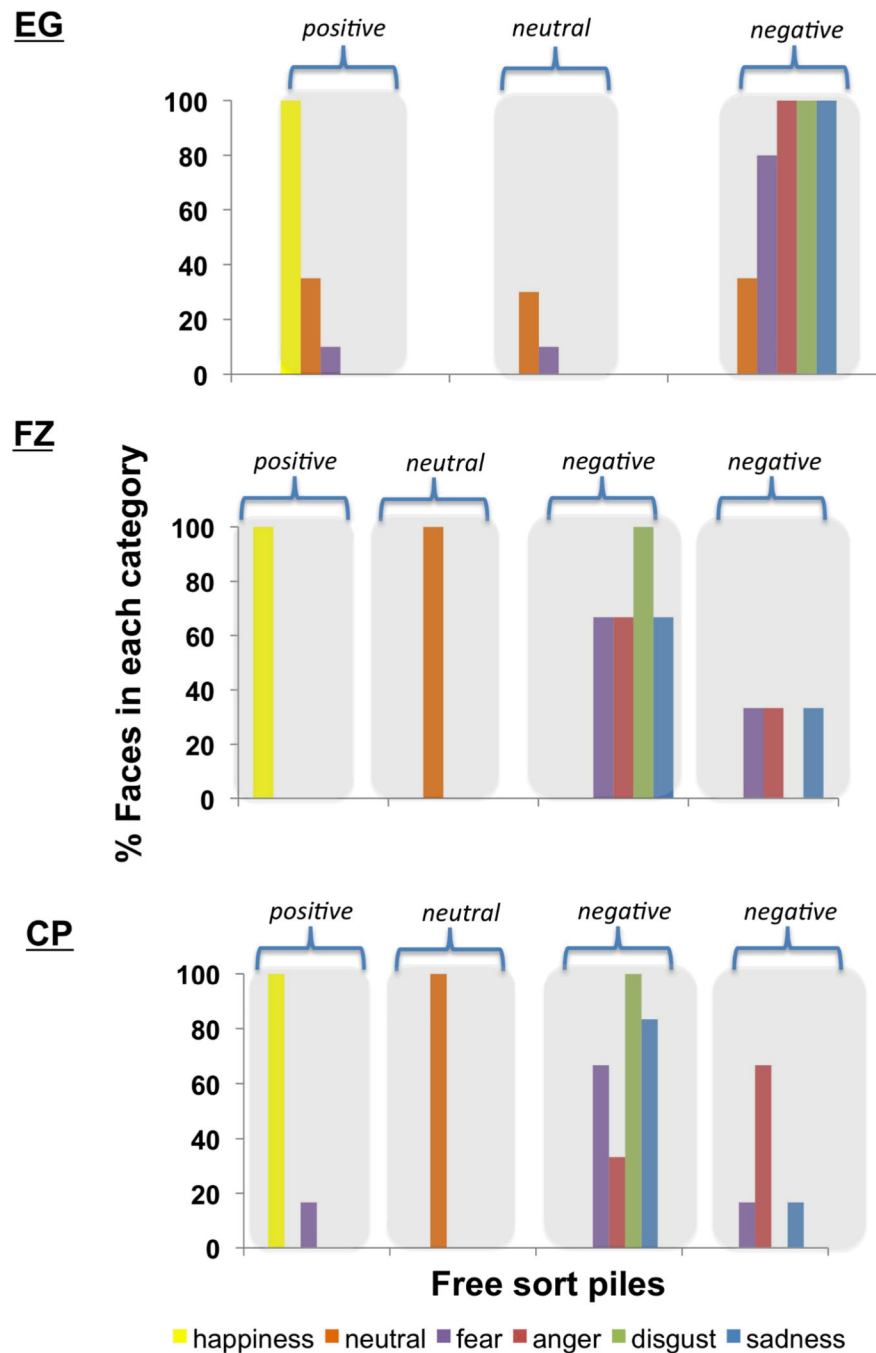 EG
positive neutral negative
100
80
60
40
20
0
FZ
positive neutral negative negative
100
80
60
40
20
0
% Faces in each category
CP
positive neutral negative negative
100
80
60
40
20
0
Free sort piles
happiness neutral fear anger disgust sadness